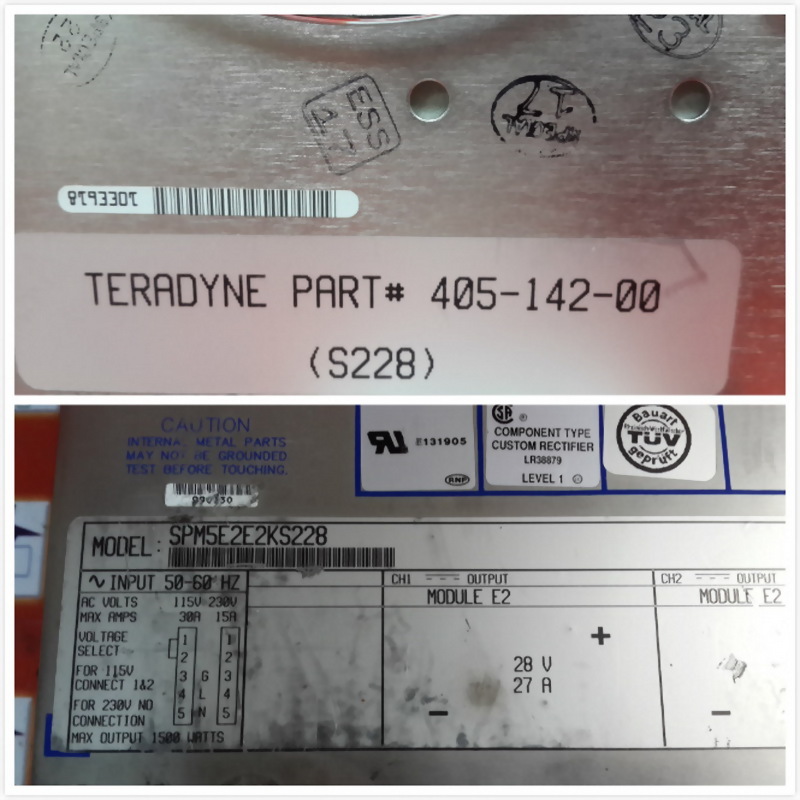 ESS
17
8T9330T
TERADYNE PART# 405-142-00
(S228)
CAUTION
INTERNAL METAL PARTS
MAY NOT BE GROUNDED
TEST BEFORE TOUCHING.
E131905
COMPONENT TYPE
CUSTOM RECTIFIER
LR38879
LEVEL 1
Bauart
TÜV
geprüft
MODEL: SPM5E2E2KS228
∿ INPUT 50-60 HZ
AC VOLTS 115V 230V
MAX AMPS 30A 15A
VOLTAGE
SELECT
FOR 115V
CONNECT 1&2
FOR 230V NO
CONNECTION
1 1
2 2
3 G 3
4 L 4
5 N 5
MAX OUTPUT 1500 WATTS
CH1 OUTPUT
MODULE E2
+
28 V
27 A
−
CH2 OUTPUT
MODULE E2
−